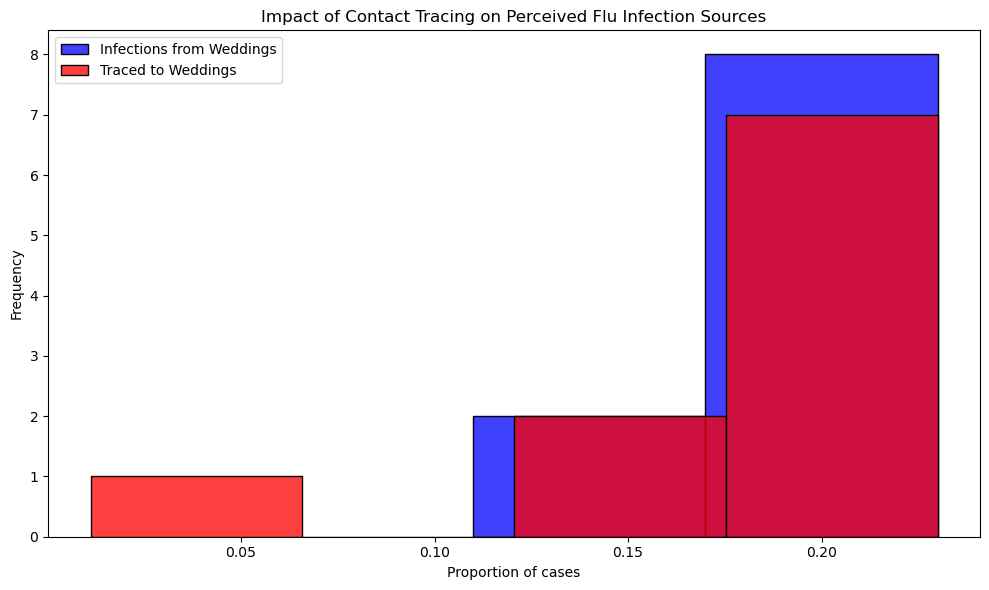 Impact of Contact Tracing on Perceived Flu Infection Sources
Infections from Weddings
Traced to Weddings
8
7
6
5
4
3
2
1
0
Frequency
0.05 0.10 0.15 0.20
Proportion of cases